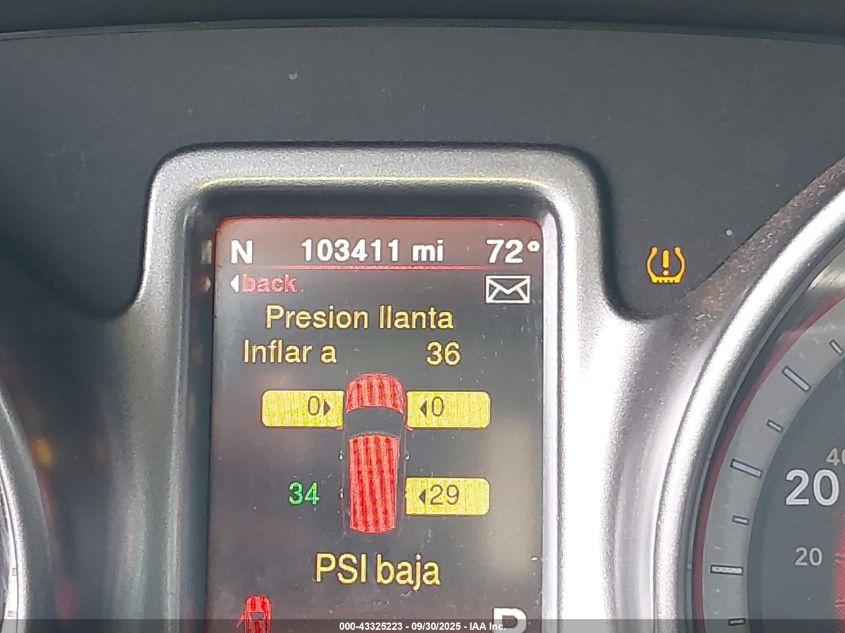 N 103411 mi 72°
back
Presion llanta
Inflar a 36
0 0
34 29
PSI baja
20
20
000-43325223 - 09/30/2025 - IAA Inc.